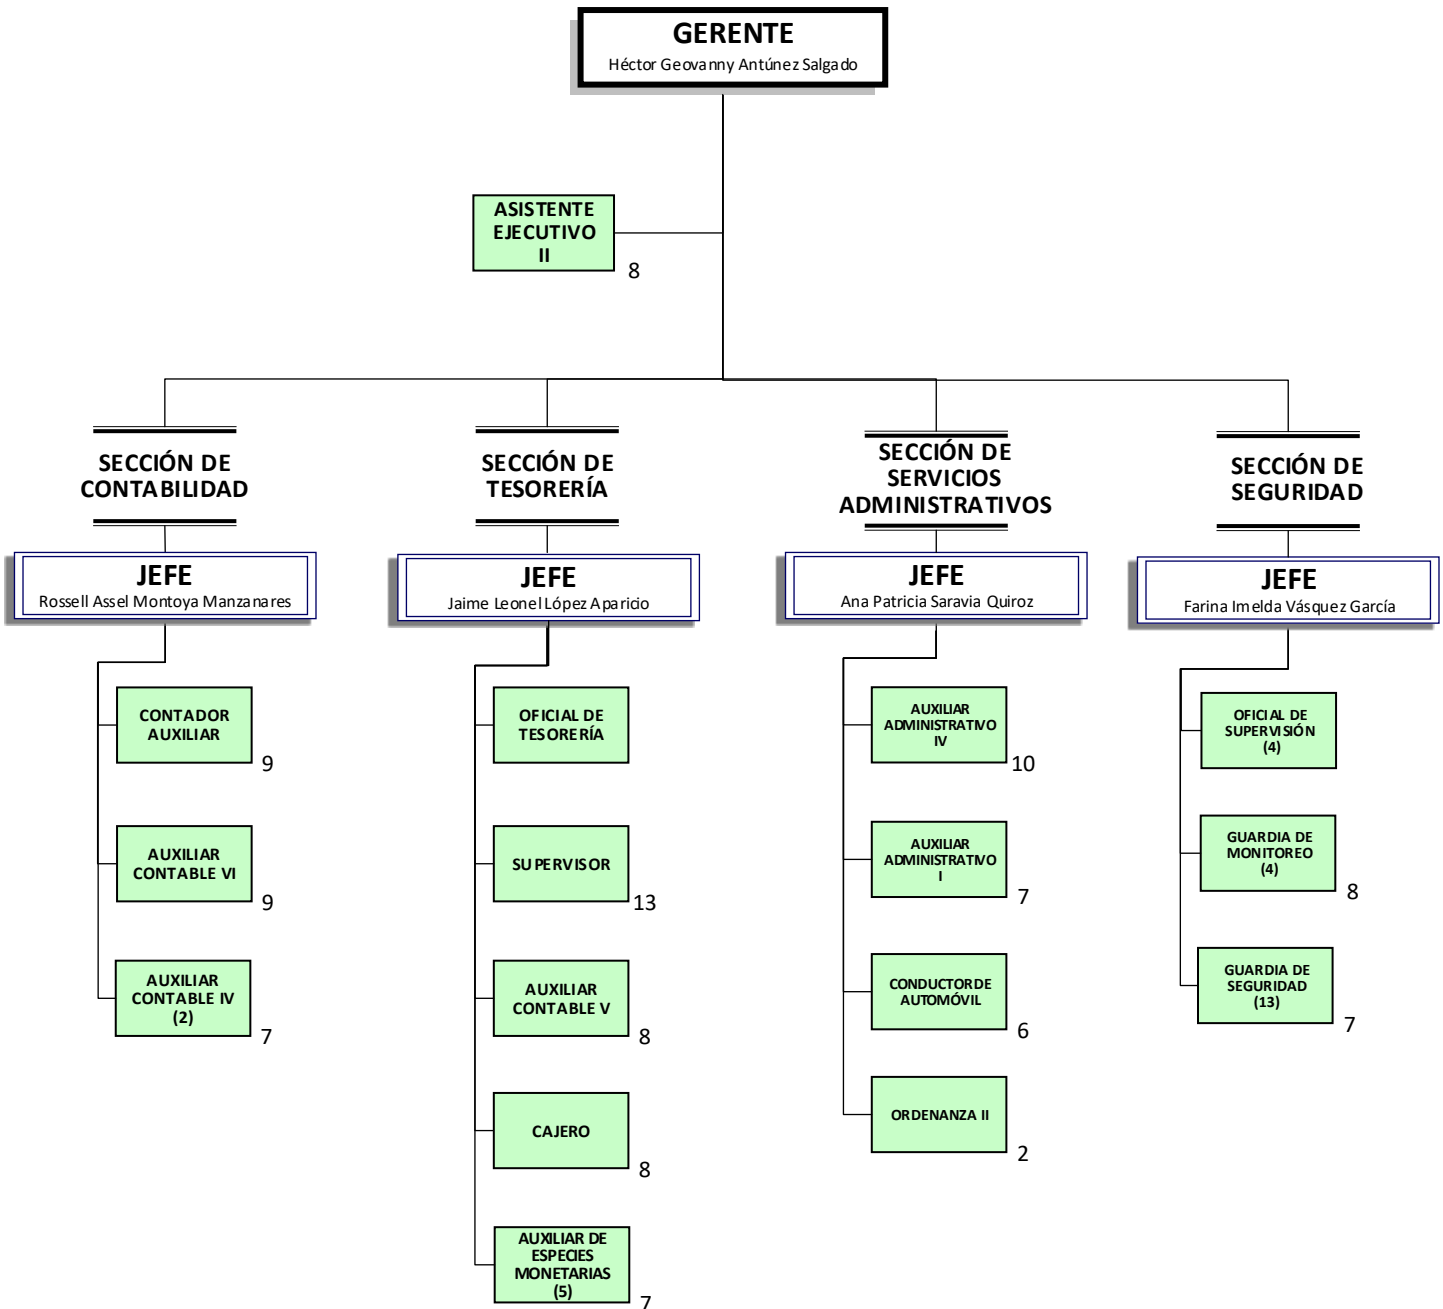 GERENTE
Héctor Geovanny Antúnez Salgado
ASISTENTE
EJECUTIVO
II
8
SECCIÓN DE
CONTABILIDAD
JEFE
Rossell Assel Montoya Manzanares
CONTADOR
AUXILIAR
9
AUXILIAR
CONTABLE VI
9
AUXILIAR
CONTABLE IV
(2)
7
SECCIÓN DE
TESORERÍA
JEFE
Jaime Leonel López Aparicio
OFICIAL DE
TESORERÍA
SUPERVISOR
13
AUXILIAR
CONTABLE V
8
CAJERO
8
AUXILIAR DE
ESPECIES
MONETARIAS
(5)
7
SECCIÓN DE
SERVICIOS
ADMINISTRATIVOS
JEFE
Ana Patricia Saravia Quiroz
AUXILIAR
ADMINISTRATIVO
IV
10
AUXILIAR
ADMINISTRATIVO
I
7
CONDUCTOR DE
AUTOMÓVIL
6
ORDENANZA II
2
SECCIÓN DE
SEGURIDAD
JEFE
Farina Imelda Vásquez García
OFICIAL DE
SUPERVISIÓN
(4)
GUARDIA DE
MONITOREO
(4)
8
GUARDIA DE
SEGURIDAD
(13)
7